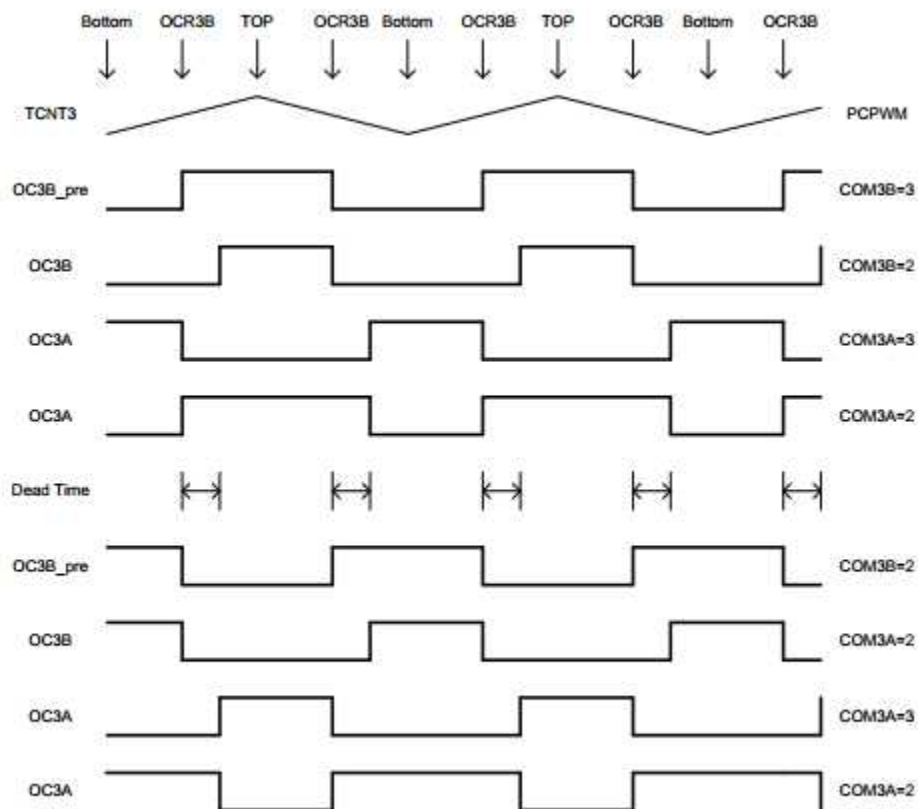 Bottom OCR3B TOP OCR3B Bottom OCR3B TOP OCR3B Bottom OCR3B
TCNT3 PCPWM
OC3B_pre COM3B=3
OC3B COM3B=2
OC3A COM3A=3
OC3A COM3A=2
Dead Time
OC3B_pre COM3B=2
OC3B COM3A=2
OC3A COM3A=3
OC3A COM3A=2